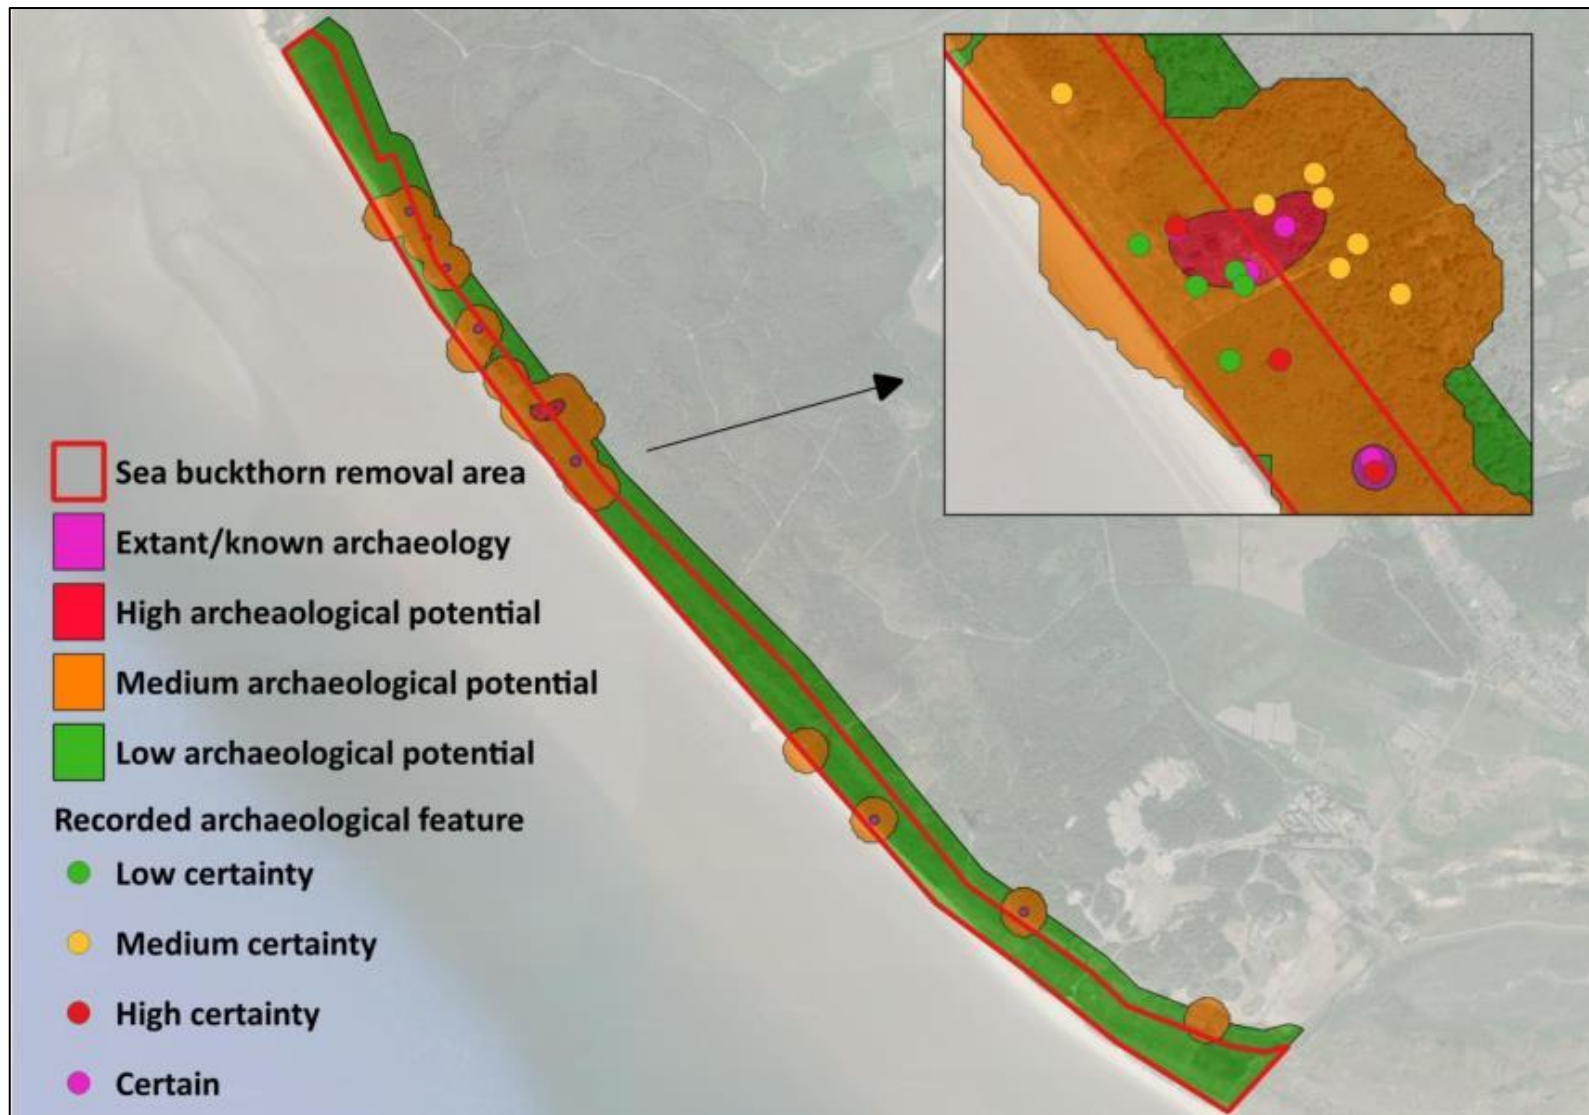 Sea buckthorn removal area
Extant/known archaeology
High archeaological potential
Medium archaeological potential
Low archaeological potential
Recorded archaeological feature
Low certainty
Medium certainty
High certainty
Certain